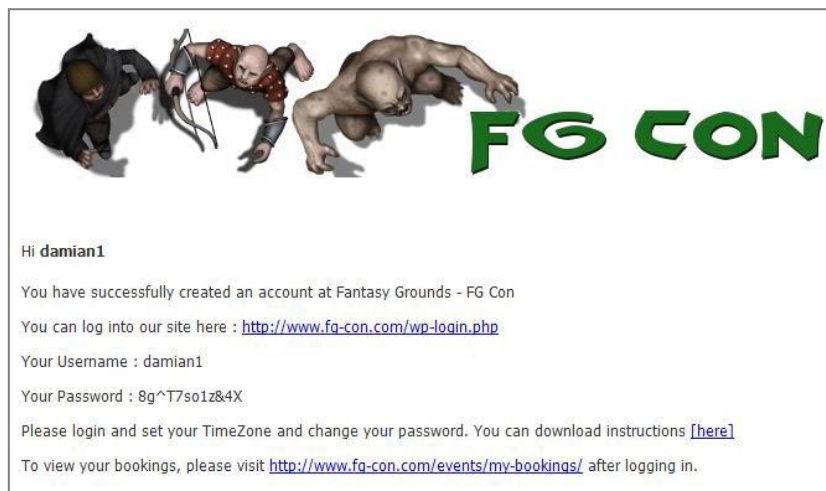 FG CON
Hi damian1
You have successfully created an account at Fantasy Grounds - FG Con
You can log into our site here : http://www.fg-con.com/wp-login.php
Your Username : damian1
Your Password : 8g^T7so1z&4X
Please login and set your TimeZone and change your password. You can download instructions [here]
To view your bookings, please visit http://www.fg-con.com/events/my-bookings/ after logging in.